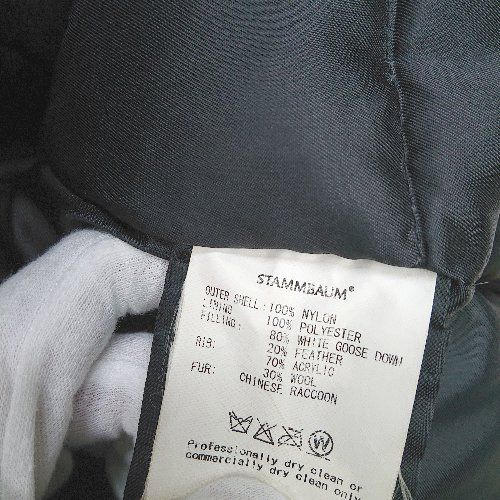 STAMMBAUM®
OUTER SHELL: 100% NYLON
LINING 100% POLYESTER
FILLING: 80% WHITE GOOSE DOWN
20% FEATHER
RIB: 70% ACRYLIC
30% WOOL
FUR: CHINESE RACCOON
W
Professionally dry clean or
commercially dry clean only